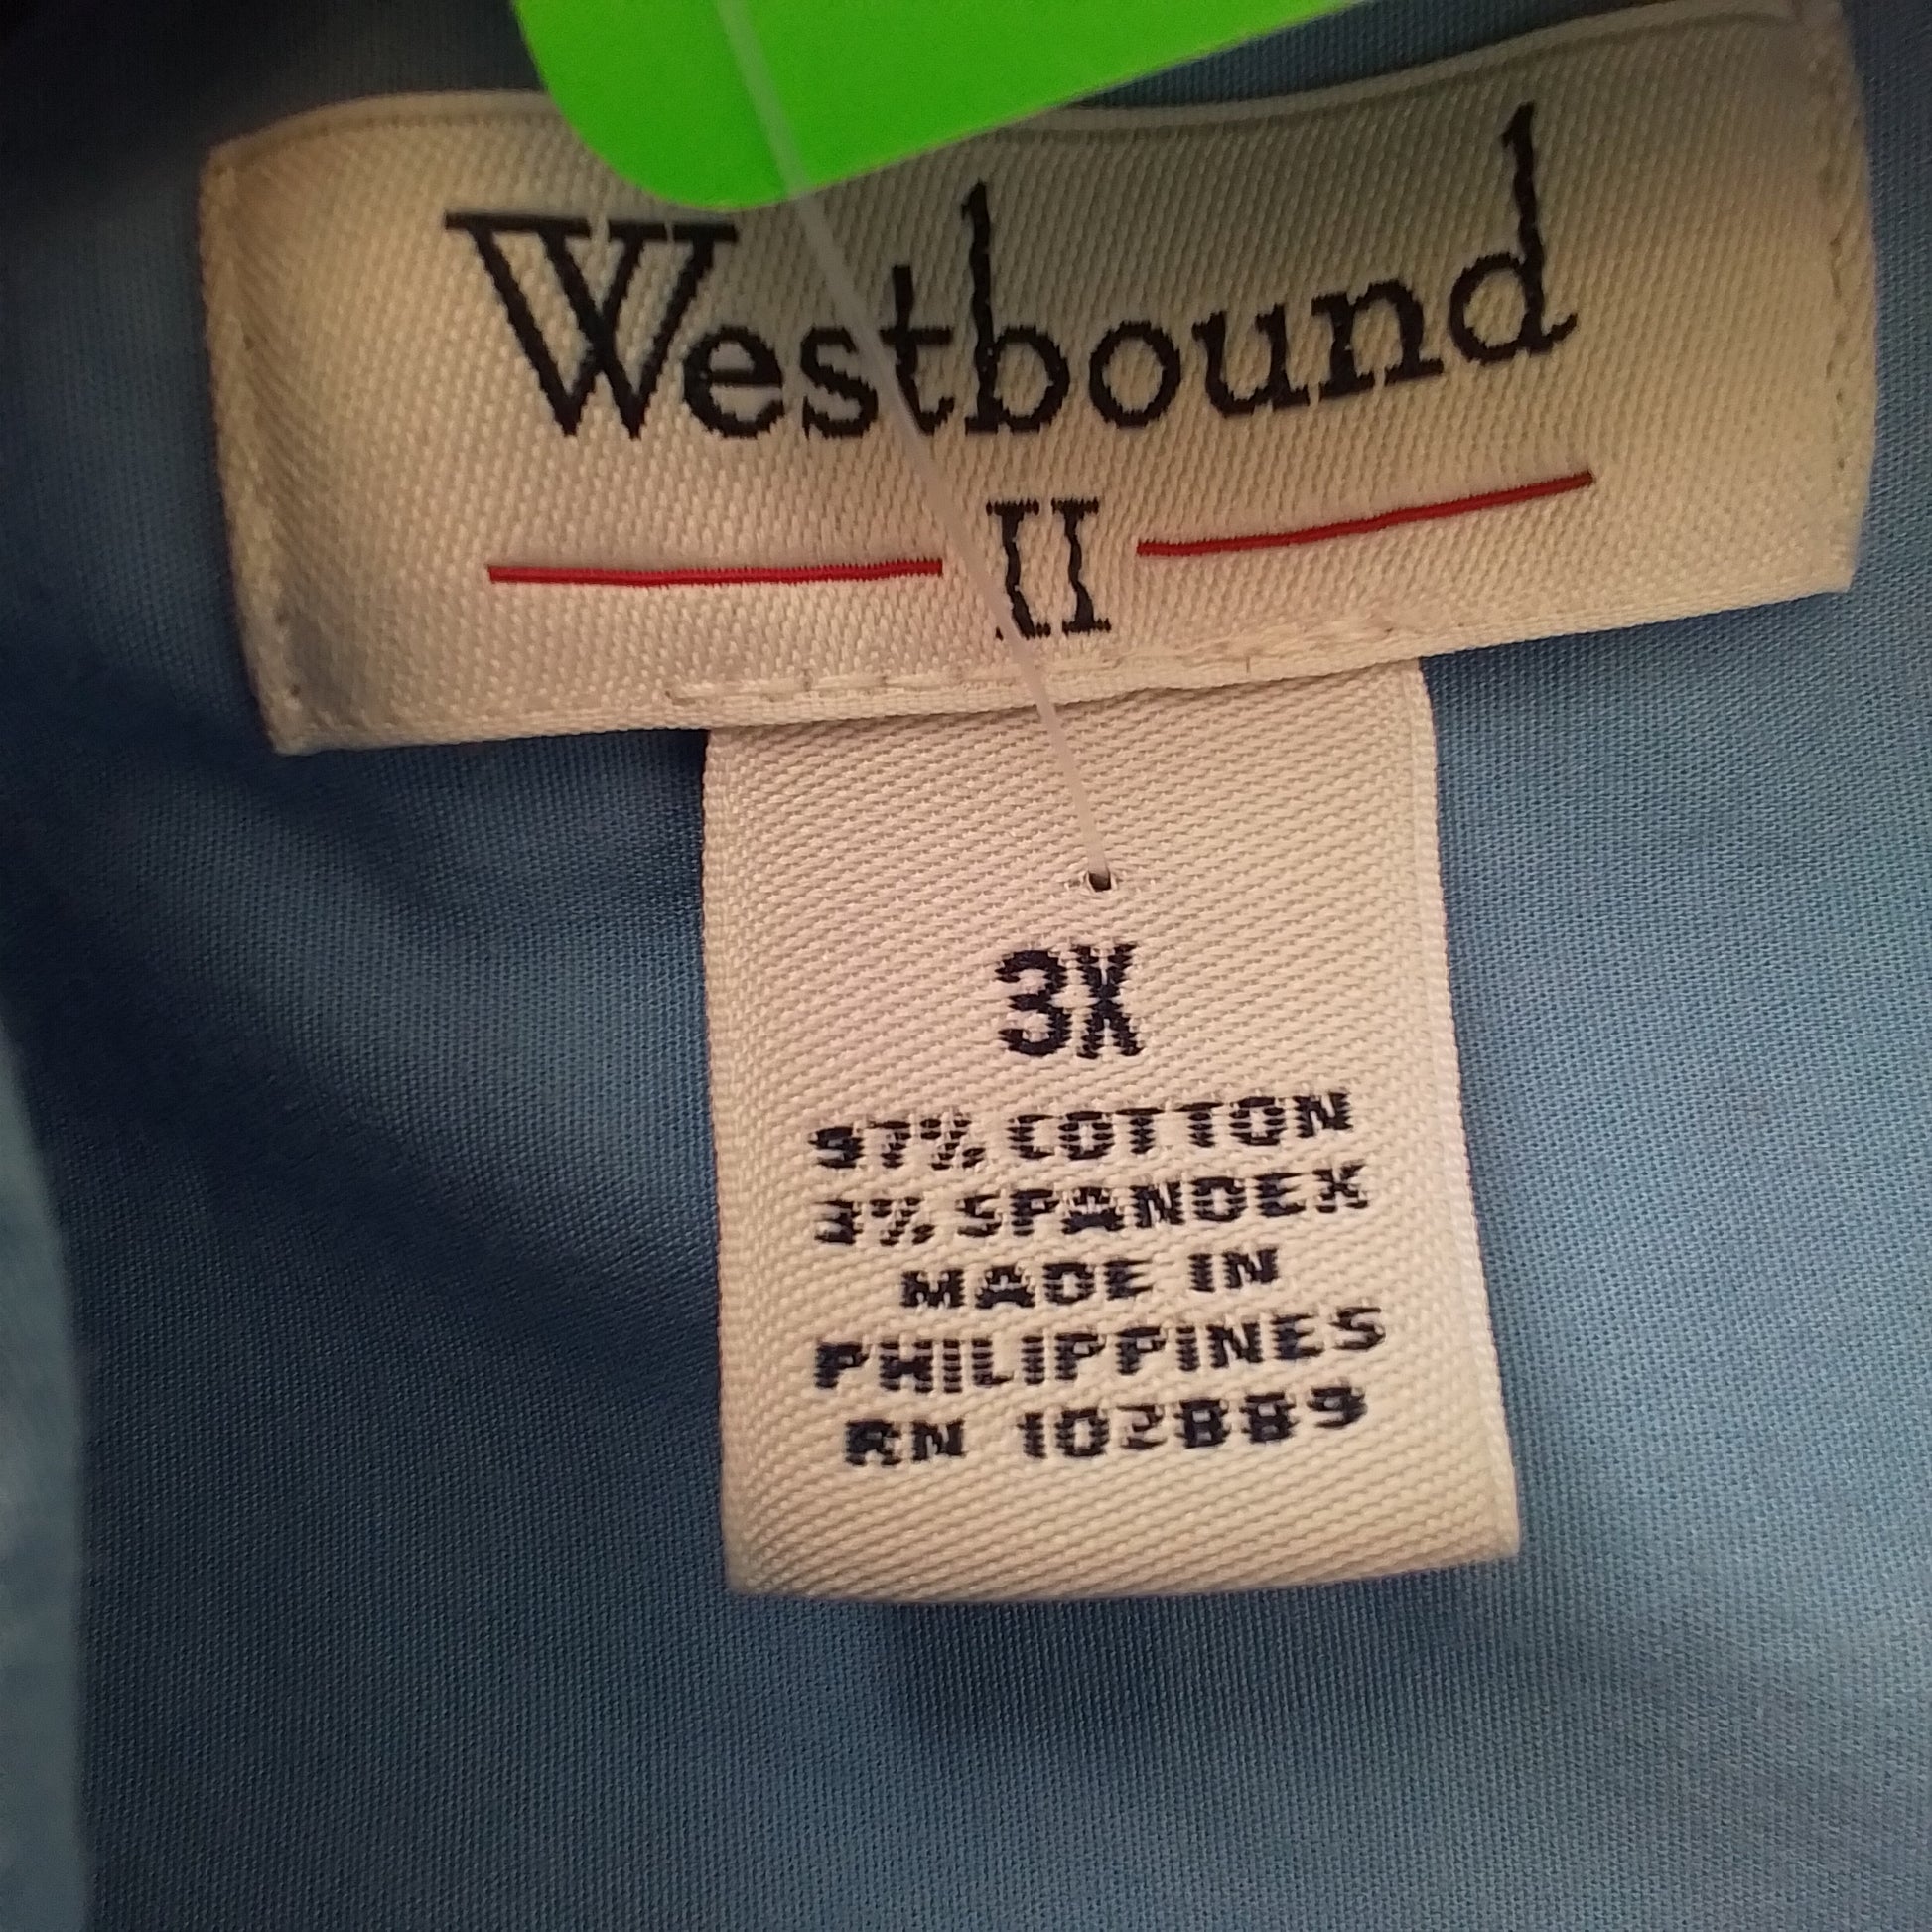 Westbound
II
3X
97% COTTON
3% SPANDEX
MADE IN
PHILIPPINES
RN 102889